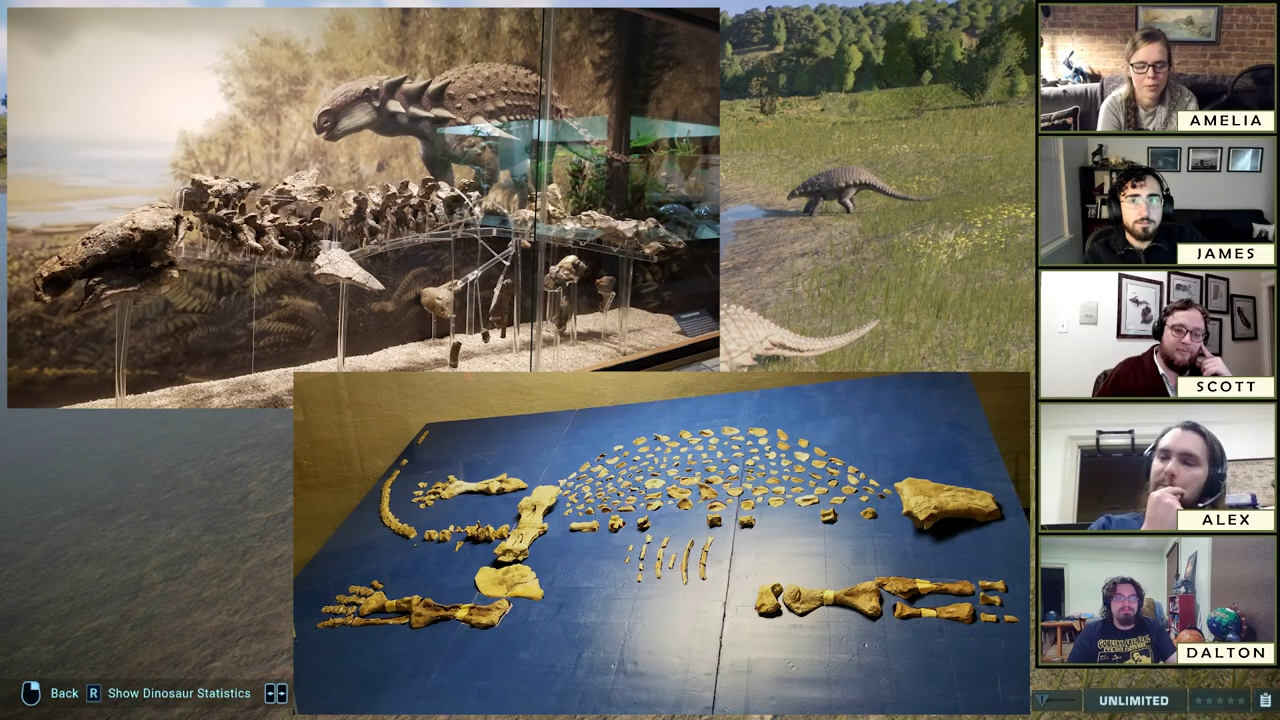 AMELIA
JAMES
SCOTT
ALEX
DALTON
Back R Show Dinosaur Statistics
UNLIMITED